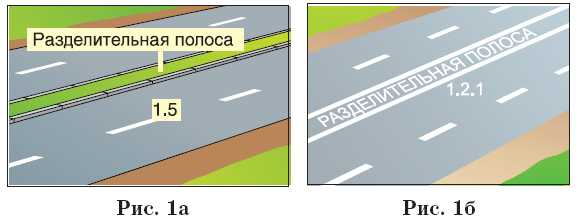 Разделительная полоса
1.5
Рис. 1а
РАЗДЕЛИТЕЛЬНАЯ ПОЛОСА
1.2.1
Рис. 1б